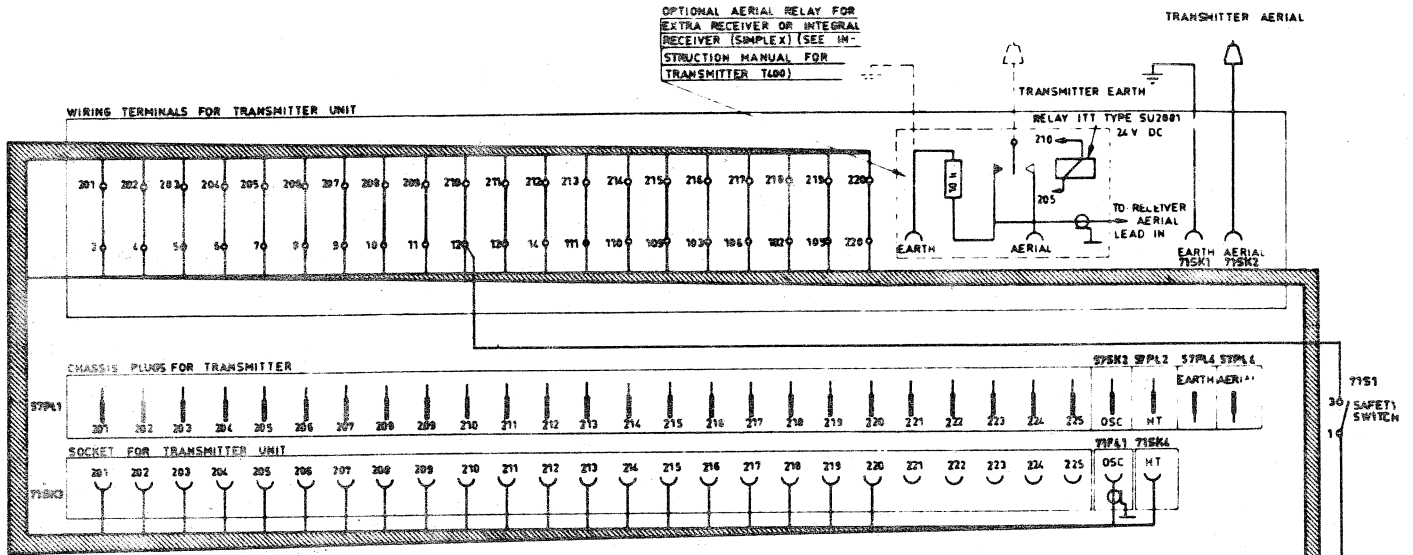 OPTIONAL AERIAL RELAY FOR
EXTRA RECEIVER OR INTEGRAL
RECEIVER (SIMPLEX) (SEE IN-
STRUCTION MANUAL FOR
TRANSMITTER T400)
TRANSMITTER AERIAL
TRANSMITTER EARTH
WIRING TERMINALS FOR TRANSMITTER UNIT
RELAY ITT TYPE SU2001
24 V DC
210
205
10 k
TO RECEIVER
AERIAL
LEAD IN
EARTH
AERIAL
EARTH AERIAL
71SK1 71SK2
201 202 203 204 205 206 207 208 209 210 211 212 213 214 215 216 217 218 219 220
3 4 5 6 7 8 9 10 11 12 13 14 111 110 109 103 106 102 105 220
CHASSIS PLUGS FOR TRANSMITTER
57SK2 57PL2 57PL4
EARTH AERIAL
57PL1
201 202 203 204 205 206 207 208 209 210 211 212 213 214 215 216 217 218 219 220 221 222 223 224 225 OSC HT
71S1
3
SAFETY
SWITCH
1
SOCKET FOR TRANSMITTER UNIT
71PL1 71SK4
71SK3
201 202 203 204 205 206 207 208 209 210 211 212 213 214 215 216 217 218 219 220 221 222 223 224 225 OSC HT